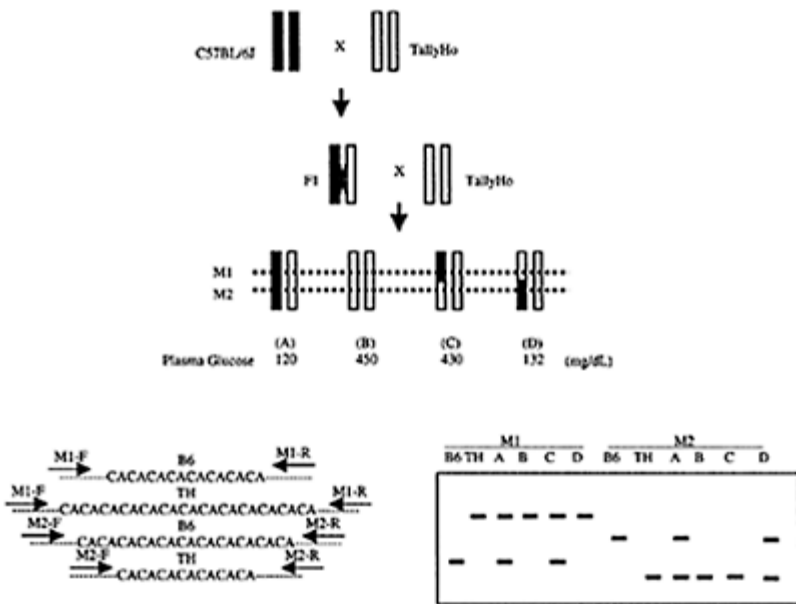 C57BL/6J X TallyHo
F1 X TallyHo
M1
M2
(A) (B) (C) (D)
Plasma Glucose 120 450 430 132 (mg/dL)
M1-F B6 M1-R
CACACACACACACACA
M1-F TH M1-R
CACACACACACACACACACACACA
M2-F B6 M2-R
CACACACACACACACACACA
M2-F TH M2-R
CACACACACACACA
M1 M2
B6 TH A B C D B6 TH A B C D